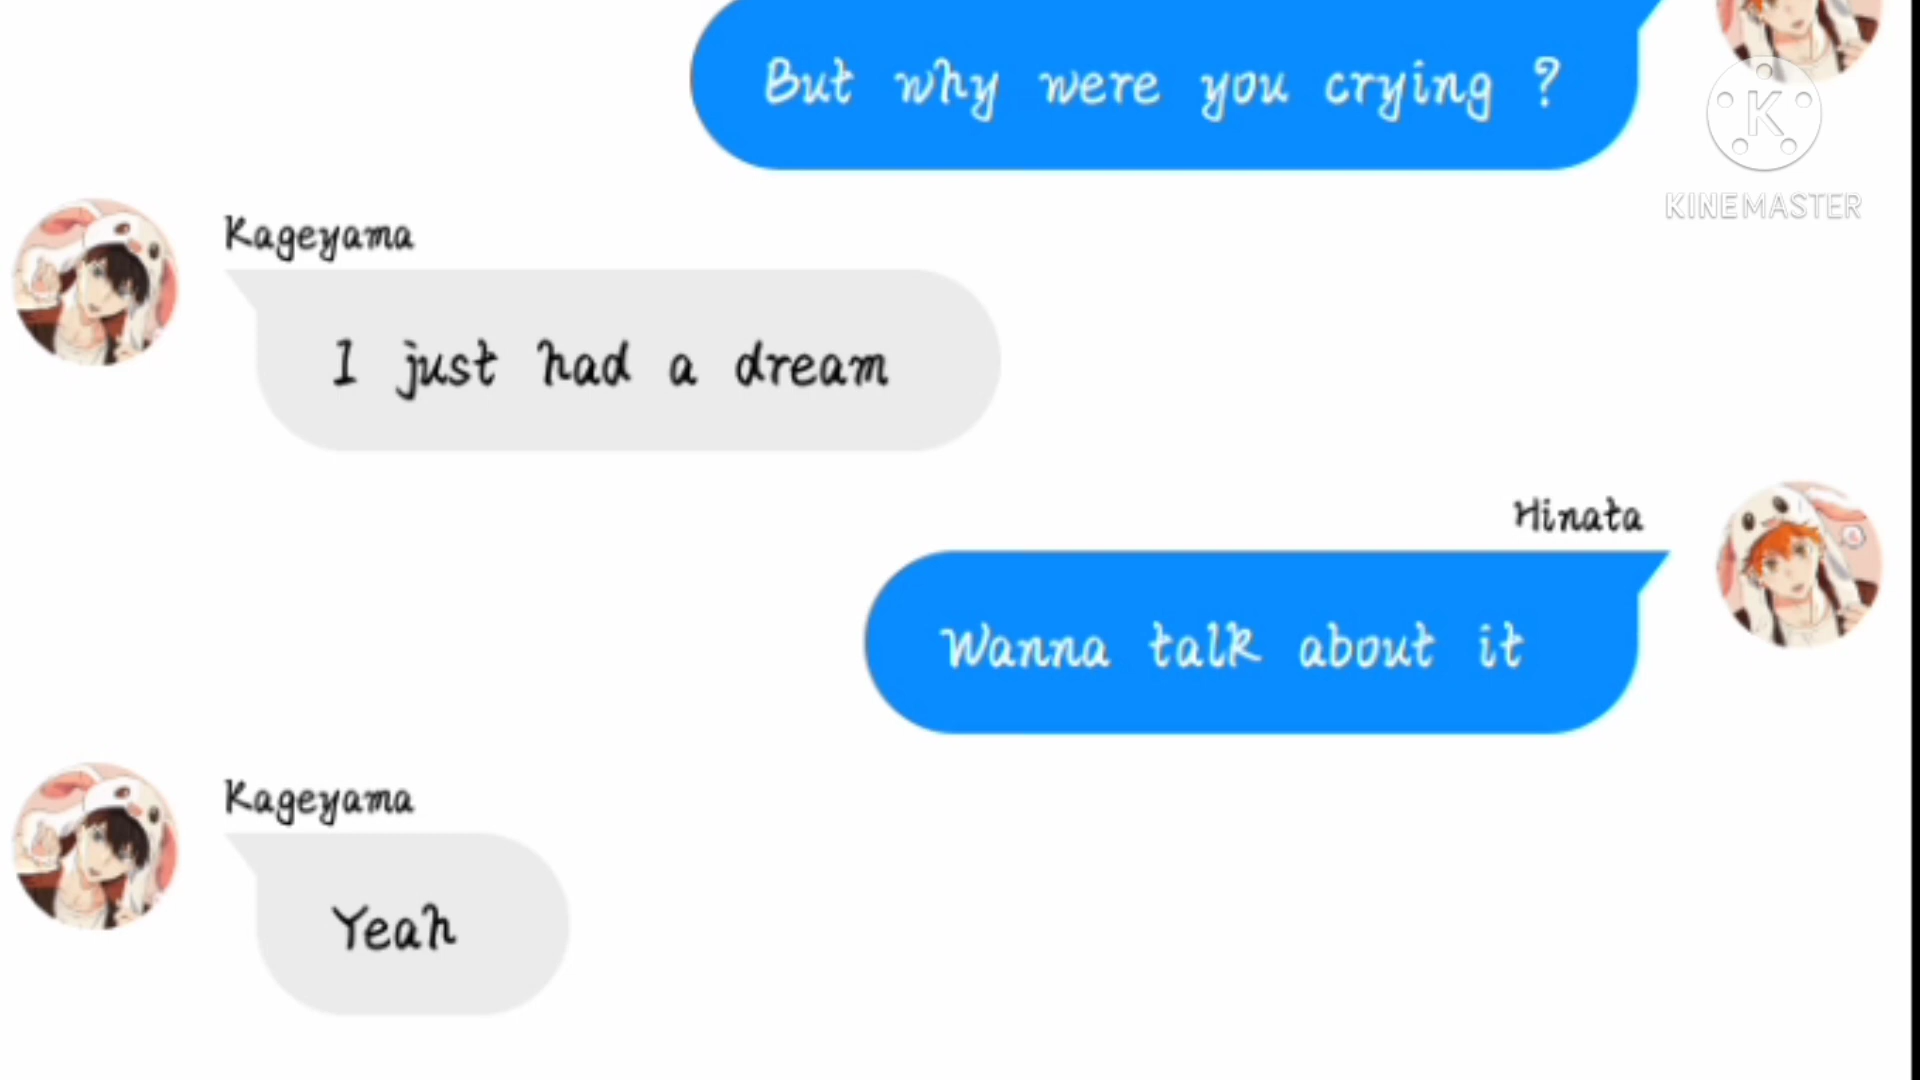 But why were you crying ?
K
KINEMASTER
Kageyama
I just had a dream
Hinata
Wanna talk about it
Kageyama
Yeah